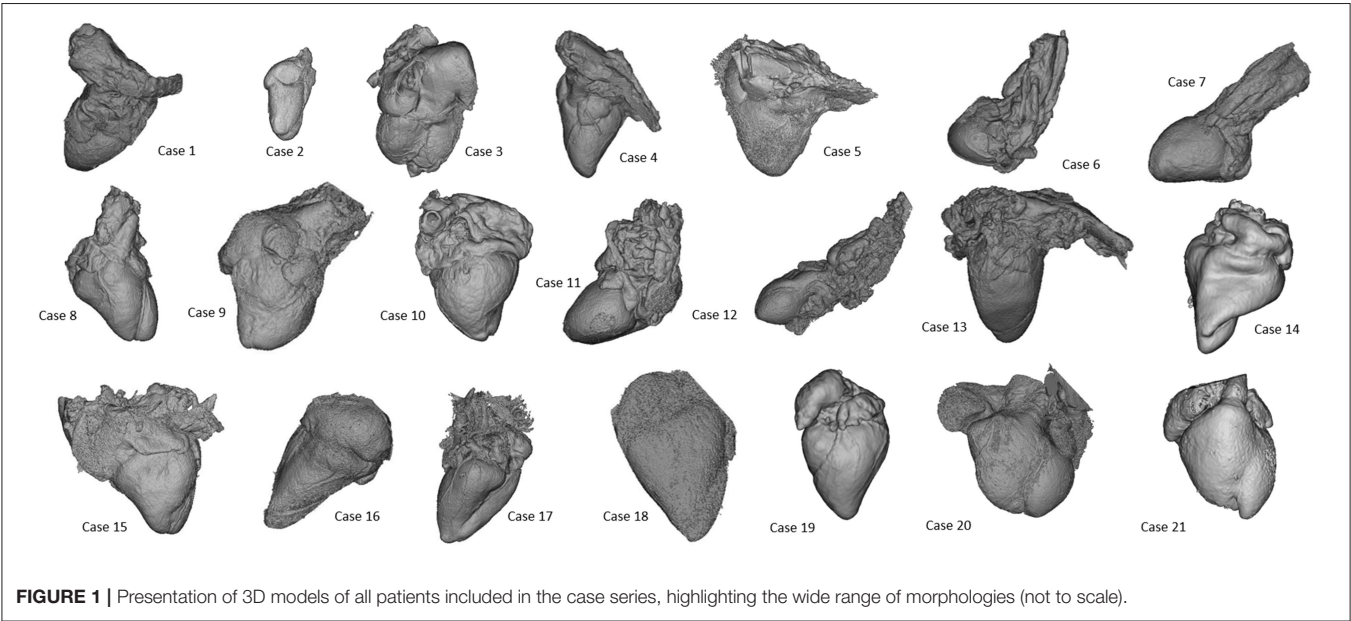 Case 1
Case 2
Case 3
Case 4
Case 5
Case 6
Case 7
Case 8
Case 9
Case 10
Case 11
Case 12
Case 13
Case 14
Case 15
Case 16
Case 17
Case 18
Case 19
Case 20
Case 21
FIGURE 1 | Presentation of 3D models of all patients included in the case series, highlighting the wide range of morphologies (not to scale).